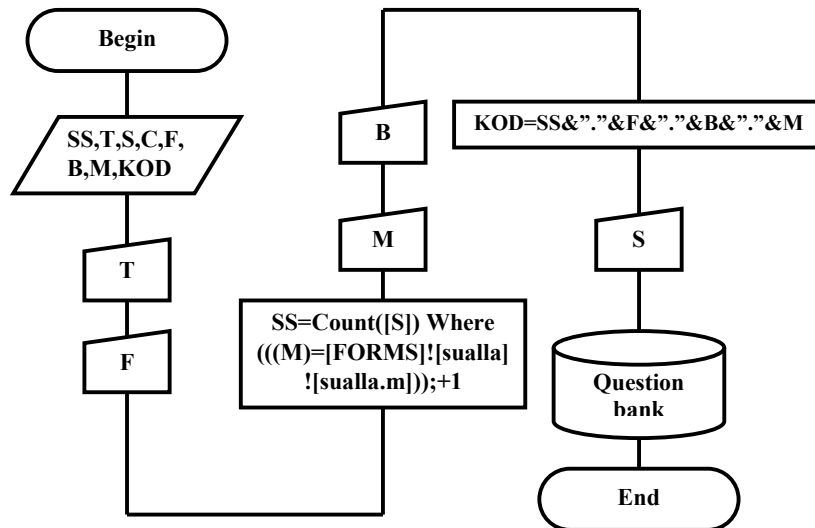 Begin
SS,T,S,C,F,
B,M,KOD
T
F
B
M
SS=Count([S]) Where
(((M)=[FORMS]![sualla]
![sualla.m]));+1
KOD=SS&”.”&F&”.”&B&”.”&M
S
Question
bank
End